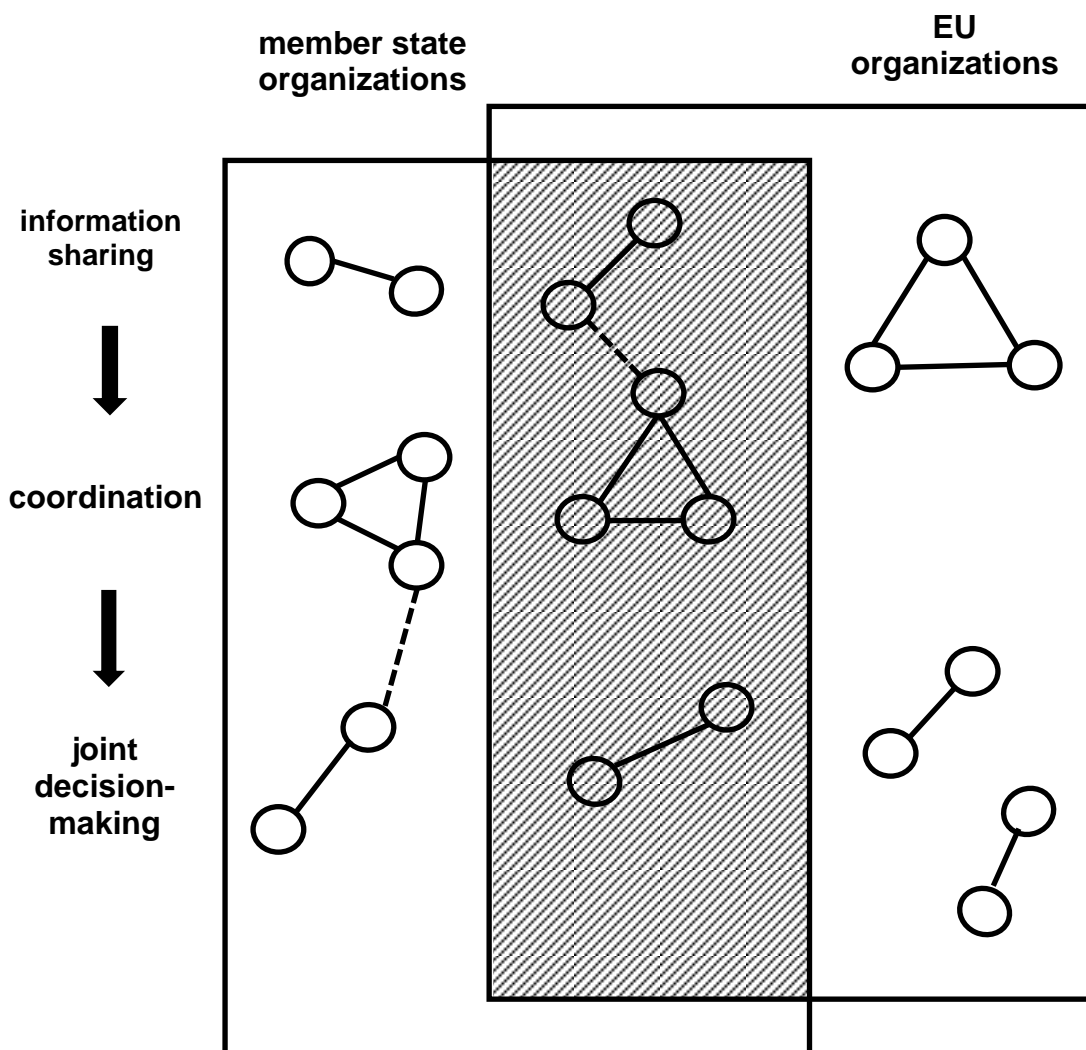 member state
organizations
EU
organizations
information
sharing
coordination
joint
decision-
making